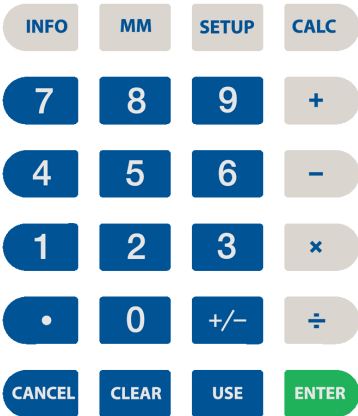 INFO MM SETUP CALC
7 8 9 +
4 5 6 −
1 2 3 ×
• 0 +/− ÷
CANCEL CLEAR USE ENTER